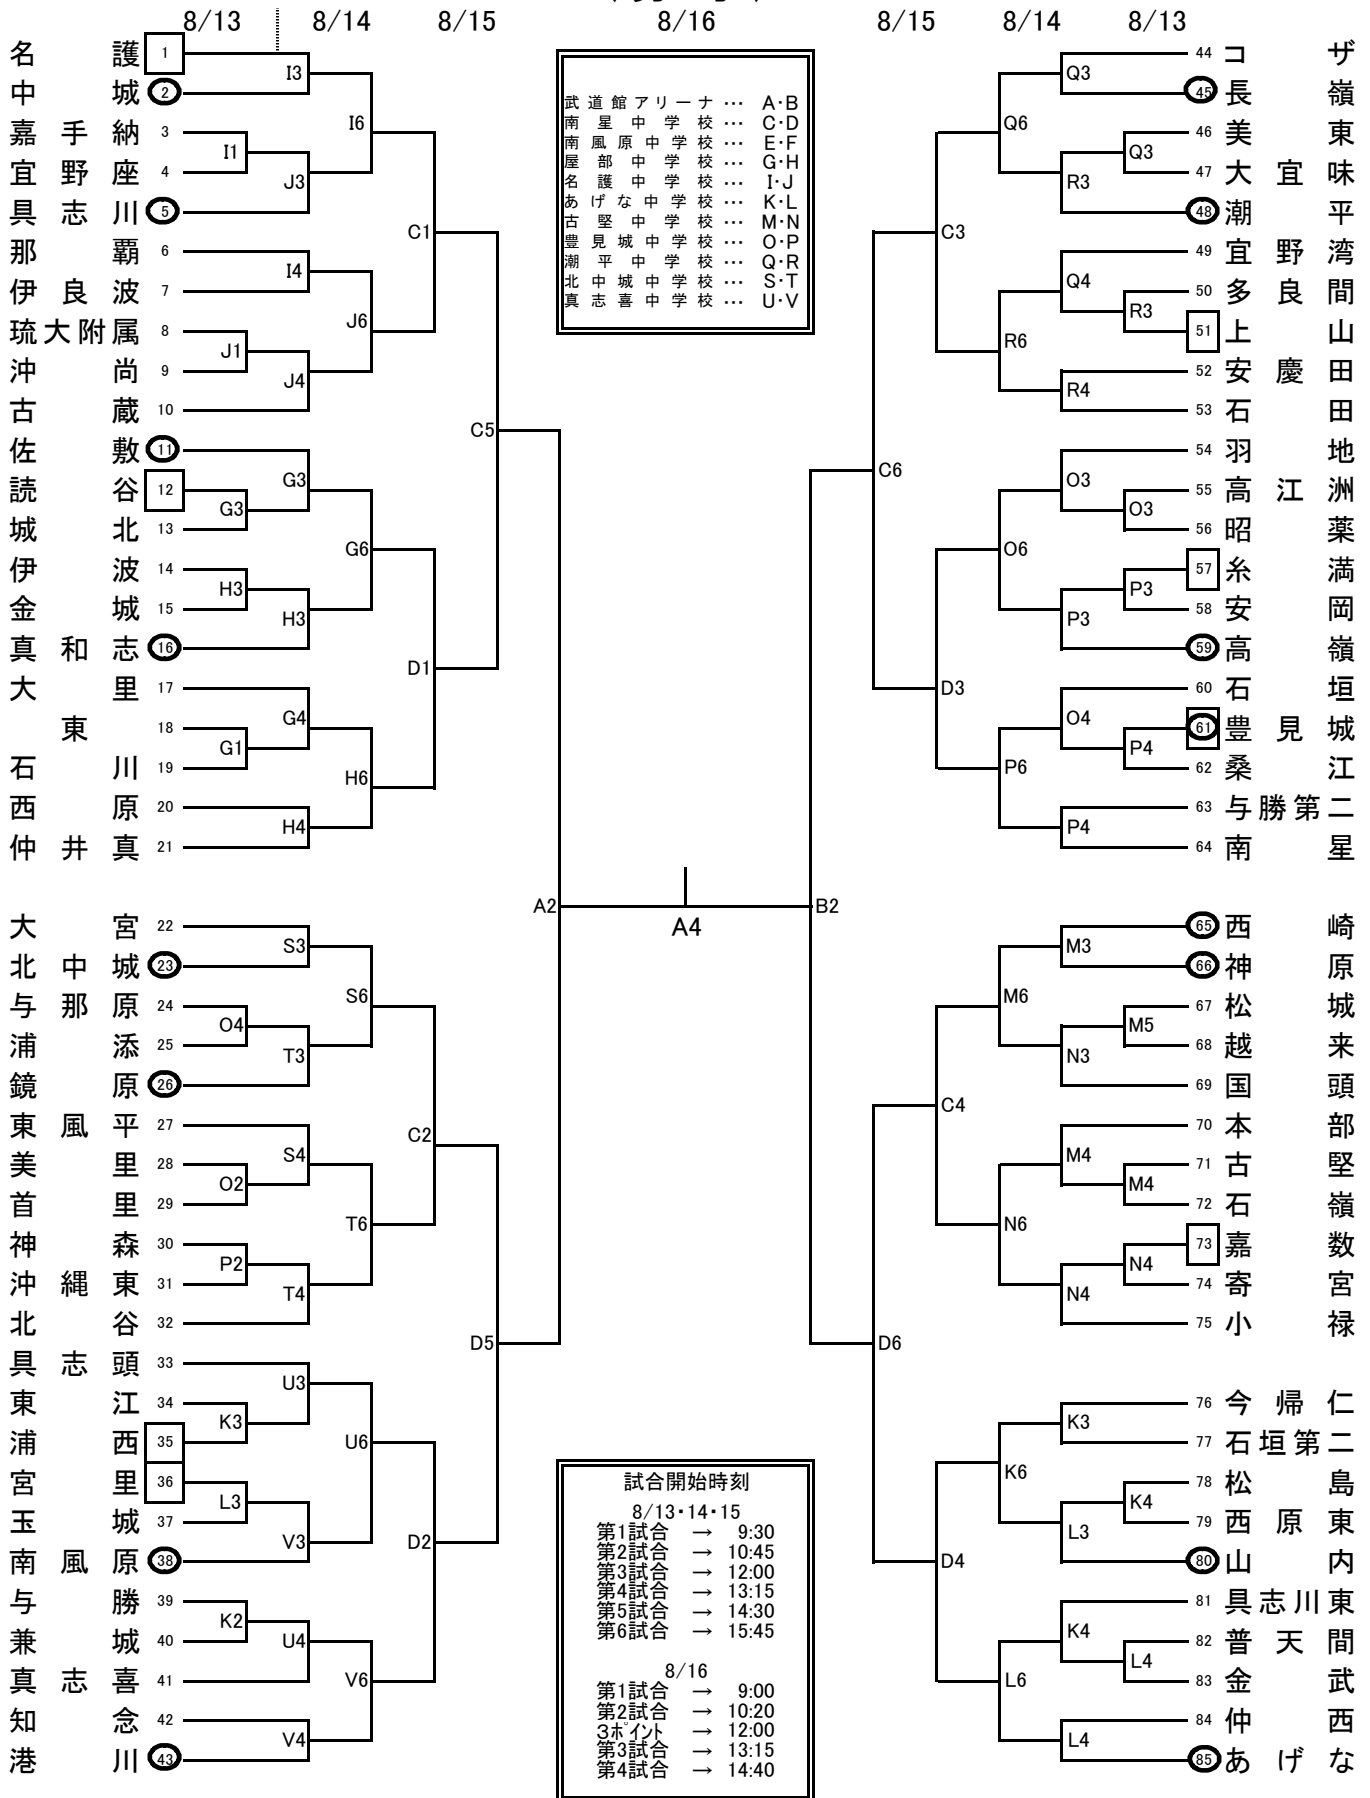 8/13 8/14 8/15 8/16 8/15 8/14 8/13
名護 1
中城 2
嘉手納 3
宜野座 4
具志川 5
那覇 6
伊良波 7
琉大附属 8
沖尚 9
古蔵 10
佐敷 11
読谷 12
城北 13
伊波 14
金城 15
真和志 16
大里 17
東 18
石川 19
西原 20
仲井真 21
大宮 22
北中城 23
与那原 24
浦添 25
鏡原 26
東風平 27
美里 28
首里 29
神森 30
沖縄東 31
北谷 32
具志頭 33
東江 34
浦西 35
宮里 36
玉城 37
南風原 38
与勝 39
兼城 40
真志喜 41
知念 42
港川 43
I3
I1
J3
I6
I4
J1
J4
J6
C1
G3
G3
H3
H3
G6
G4
G1
H4
H6
D1
C5
S3
O4
T3
S6
S4
O2
P2
T4
T6
C2
U3
K3
L3
V3
U6
K2
U4
V4
V6
D2
D5
A2
武道館アリーナ … A・B
南星中学校 … C・D
南風原中学校 … E・F
屋部中学校 … G・H
名護中学校 … I・J
あげな中学校 … K・L
古堅中学校 … M・N
豊見城中学校 … O・P
潮平中学校 … Q・R
北中城中学校 … S・T
真志喜中学校 … U・V
A4
試合開始時刻
8/13・14・15
第1試合 → 9:30
第2試合 → 10:45
第3試合 → 12:00
第4試合 → 13:15
第5試合 → 14:30
第6試合 → 15:45
8/16
第1試合 → 9:00
第2試合 → 10:20
3ポイント → 12:00
第3試合 → 13:15
第4試合 → 14:40
B2
C6
C3
Q6
Q3
Q3
R3
Q4
R3
R6
R4
D3
O6
O3
O3
P3
P3
O4
P4
P6
P4
D6
C4
M6
M3
M5
N3
M4
M4
N6
N4
N4
D4
K6
K3
K4
L3
K4
L4
L6
L4
44 コザ
45 長嶺
46 美東
47 大宜味
48 潮平
49 宜野湾
50 多良間
51 上山
52 安慶田
53 石田
54 羽地
55 高江洲
56 昭薬
57 糸満
58 安岡
59 高嶺
60 石垣
61 豊見城
62 桑江
63 与勝第二
64 南星
65 西崎
66 神原
67 松城
68 越来
69 国頭
70 本部
71 古堅
72 石嶺
73 嘉数
74 寄宮
75 小禄
76 今帰仁
77 石垣第二
78 松島
79 西原東
80 山内
81 具志川東
82 普天間
83 金武
84 仲西
85 あげな